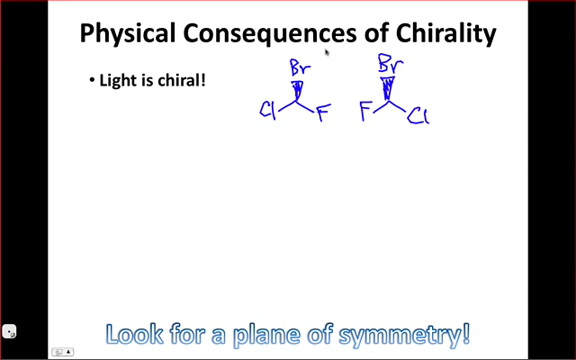 Physical Consequences of Chirality
• Light is chiral!
Br Br
Cl F F Cl
Look for a plane of symmetry!